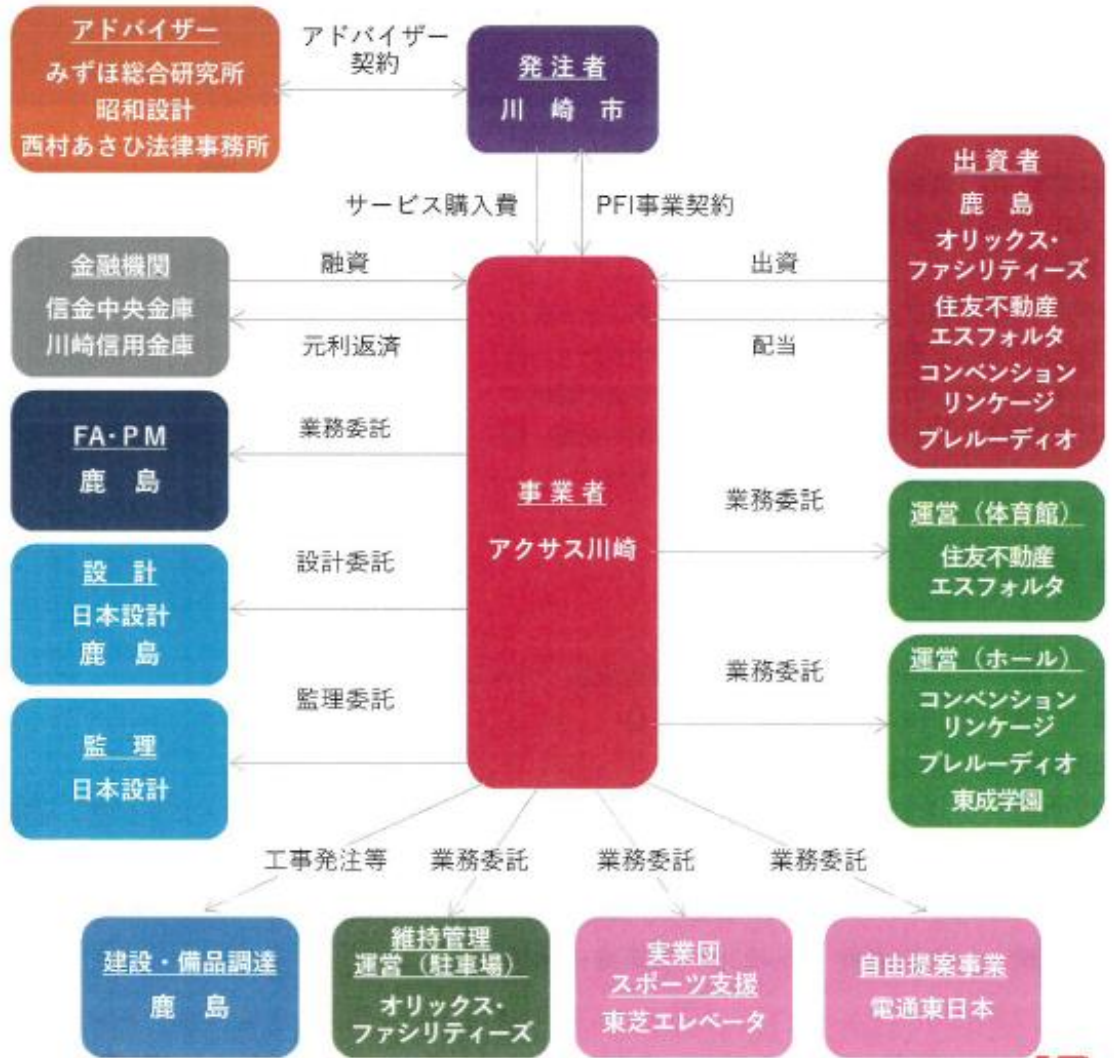 アドバイザー
みずほ総合研究所
昭和設計
西村あさひ法律事務所
アドバイザー
契約
発注者
川 崎 市
サービス購入費
PFI事業契約
出資者
鹿 島
オリックス・
ファシリティーズ
住友不動産
エスフォルタ
コンベンション
リンケージ
プレルーディオ
金融機関
信金中央金庫
川崎信用金庫
融資
元利返済
出資
配当
FA・PM
鹿 島
業務委託
事業者
アクサス川崎
業務委託
運営（体育館）
住友不動産
エスフォルタ
設 計
日本設計
鹿 島
設計委託
業務委託
運営（ホール）
コンベンション
リンケージ
プレルーディオ
東成学園
監 理
日本設計
監理委託
工事発注等
業務委託
業務委託
業務委託
建設・備品調達
鹿 島
維持管理
運営（駐車場）
オリックス・
ファシリティーズ
実業団
スポーツ支援
東芝エレベータ
自由提案事業
電通東日本